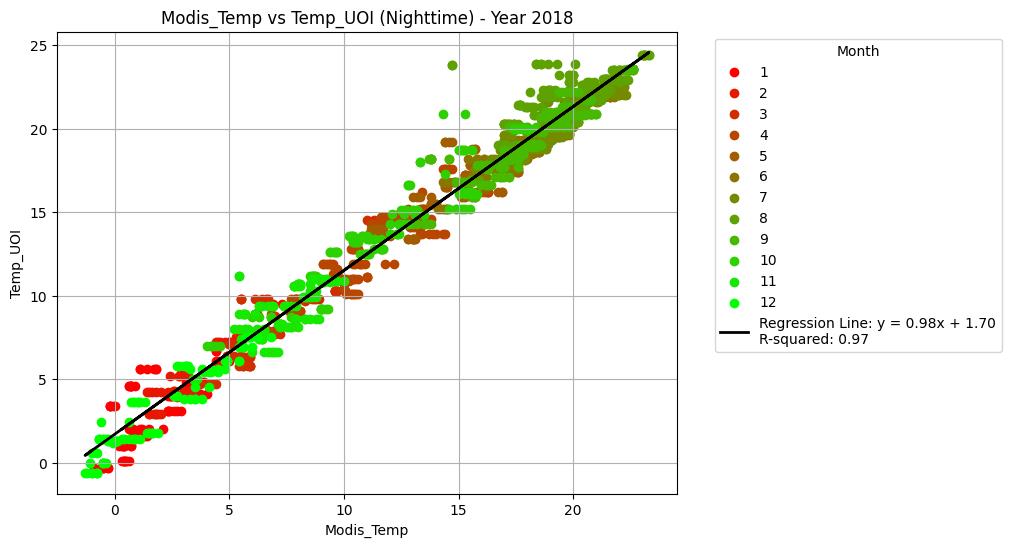 Modis_Temp vs Temp_UOI (Nighttime) - Year 2018
Month
1
2
3
4
5
6
7
8
9
10
11
12
Regression Line: y = 0.98x + 1.70
R-squared: 0.97
Temp_UOI
25
20
15
10
5
0
0 5 10 15 20
Modis_Temp